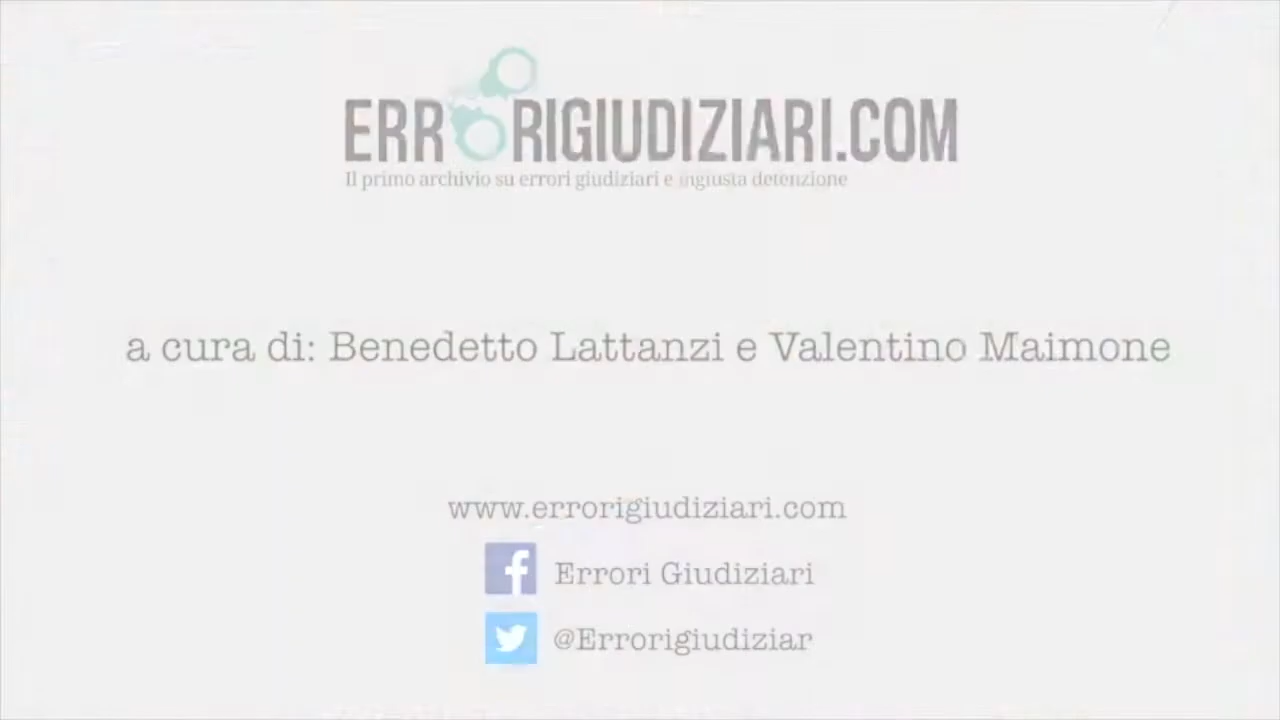 ERRORIGIUDIZIARI.COM
Il primo archivio su errori giudiziari e ingiusta detenzione
a cura di: Benedetto Lattanzi e Valentino Maimone
www.errorigiudiziari.com
f Errori Giudiziari
@Errorigiudiziar